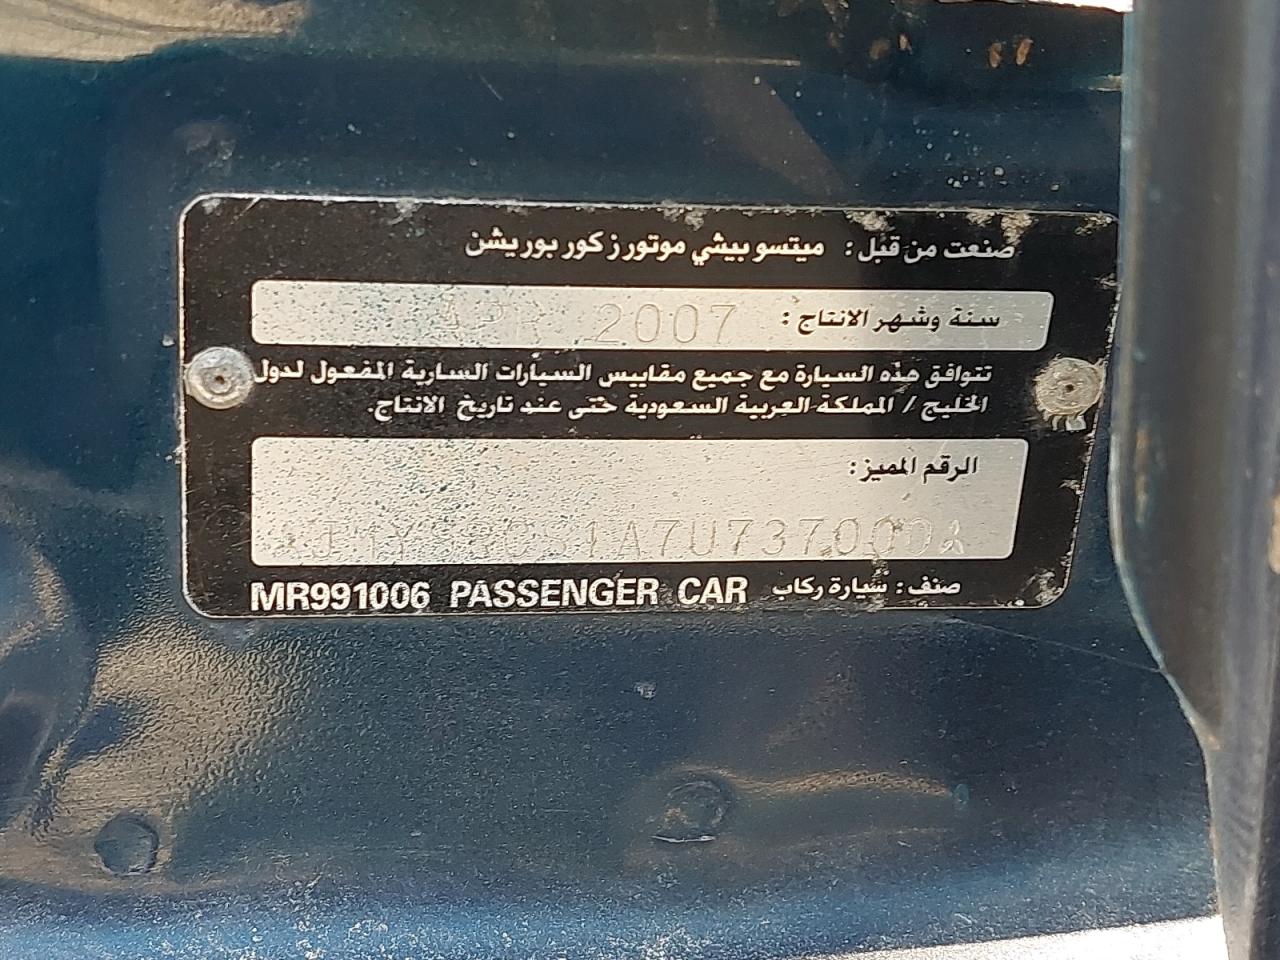 صنعت من قبل: ميتسوبيشي موتورز كوربوريشن
سنة وشهر الانتاج: APR 2007
تتوافق هذه السيارة مع جميع مقاييس السيارات السارية المفعول لدول
الخليج / المملكة العربية السعودية حتى عند تاريخ الانتاج.
الرقم المميز:
صنف: سيارة ركاب MR991006 PASSENGER CAR